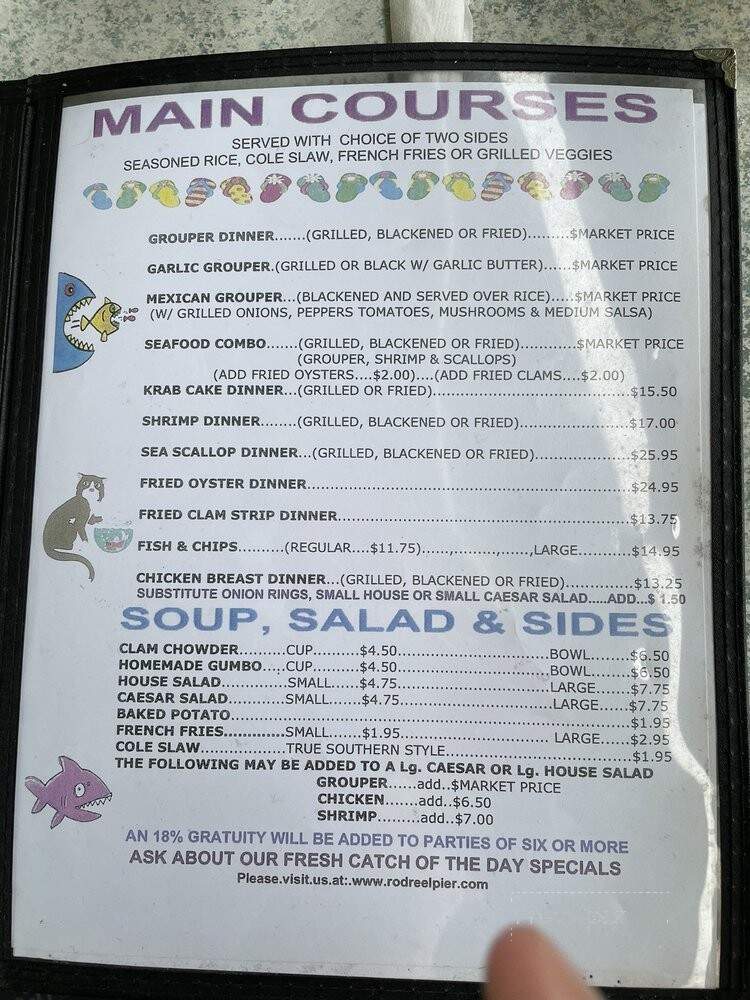 MAIN COURSES
SERVED WITH CHOICE OF TWO SIDES
SEASONED RICE, COLE SLAW, FRENCH FRIES OR GRILLED VEGGIES
GROUPER DINNER.......(GRILLED, BLACKENED OR FRIED).........$MARKET PRICE
GARLIC GROUPER.(GRILLED OR BLACK W/ GARLIC BUTTER)......$MARKET PRICE
MEXICAN GROUPER...(BLACKENED AND SERVED OVER RICE).....$MARKET PRICE
(W/ GRILLED ONIONS, PEPPERS TOMATOES, MUSHROOMS & MEDIUM SALSA)
SEAFOOD COMBO.......(GRILLED, BLACKENED OR FRIED)............$MARKET PRICE
(GROUPER, SHRIMP & SCALLOPS)
(ADD FRIED OYSTERS....$2.00)....(ADD FRIED CLAMS....$2.00)
KRAB CAKE DINNER...(GRILLED OR FRIED)........................................$15.50
SHRIMP DINNER........(GRILLED, BLACKENED OR FRIED)......................$17.00
SEA SCALLOP DINNER...(GRILLED, BLACKENED OR FRIED)...................$25.95
FRIED OYSTER DINNER.................................................................$24.95
FRIED CLAM STRIP DINNER...........................................................$13.75
FISH & CHIPS..........(REGULAR....$11.75)......,..........,.....,LARGE...........$14.95
CHICKEN BREAST DINNER...(GRILLED, BLACKENED OR FRIED)..............$13.25
SUBSTITUTE ONION RINGS, SMALL HOUSE OR SMALL CAESAR SALAD.....ADD...$ 1.50
SOUP, SALAD & SIDES
CLAM CHOWDER..........CUP..........$4.50.................................BOWL........$6.50
HOMEMADE GUMBO....CUP..........$4.50.................................BOWL........$6.50
HOUSE SALAD..............SMALL.......$4.75.................................LARGE.......$7.75
CAESAR SALAD............SMALL.......$4.75.................................LARGE.......$7.75
BAKED POTATO.............................................................................$1.95
FRENCH FRIES.............SMALL.......$1.95................................. LARGE......$2.95
COLE SLAW..................TRUE SOUTHERN STYLE.......................................$1.95
THE FOLLOWING MAY BE ADDED TO A Lg. CAESAR OR Lg. HOUSE SALAD
GROUPER......add..$MARKET PRICE
CHICKEN.......add..$6.50
SHRIMP.........add..$7.00
AN 18% GRATUITY WILL BE ADDED TO PARTIES OF SIX OR MORE
ASK ABOUT OUR FRESH CATCH OF THE DAY SPECIALS
Please.visit.us.at:.www.rodreelpier.com